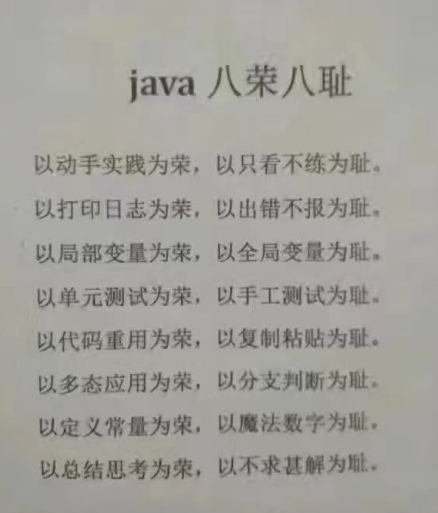 java 八荣八耻
以动手实践为荣，以只看不练为耻。
以打印日志为荣，以出错不报为耻。
以局部变量为荣，以全局变量为耻。
以单元测试为荣，以手工测试为耻。
以代码重用为荣，以复制粘贴为耻。
以多态应用为荣，以分支判断为耻。
以定义常量为荣，以魔法数字为耻。
以总结思考为荣，以不求甚解为耻。